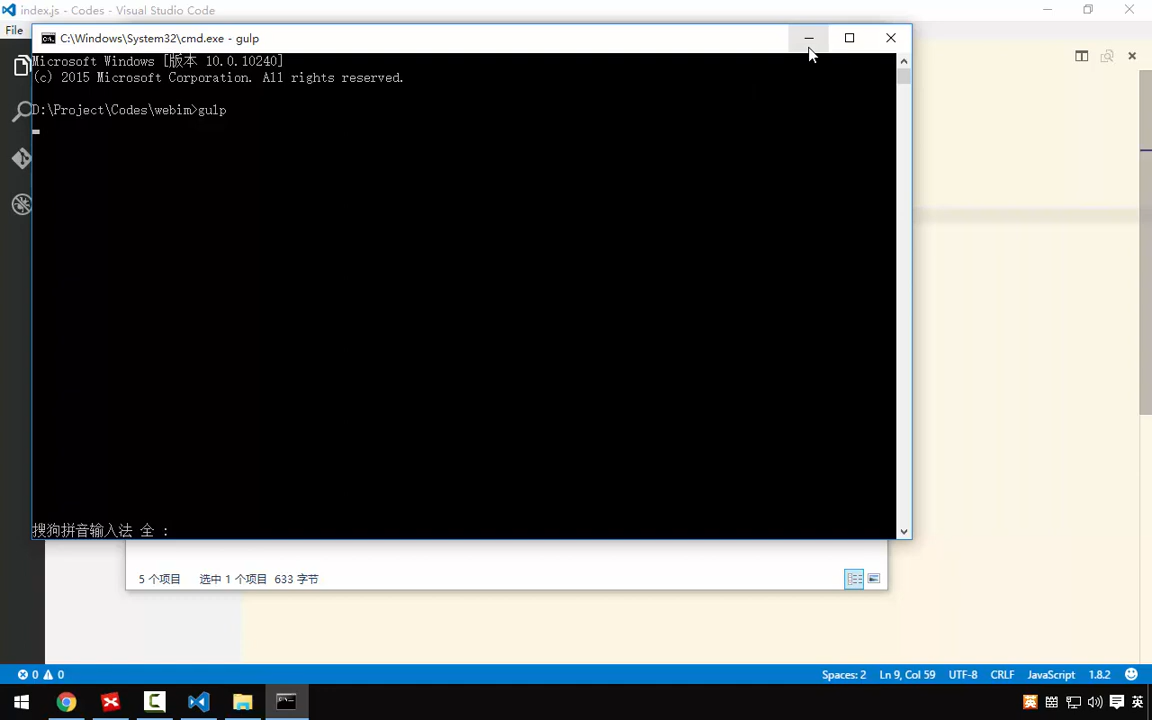 index.js - Codes - Visual Studio Code
File
C:\Windows\System32\cmd.exe - gulp
Microsoft Windows [版本 10.0.10240]
(c) 2015 Microsoft Corporation. All rights reserved.
D:\Project\Codes\webim>gulp
搜狗拼音输入法 全 :
5 个项目 选中 1 个项目 633 字节
0 0
Spaces: 2 Ln 9, Col 59 UTF-8 CRLF JavaScript 1.8.2
英 英